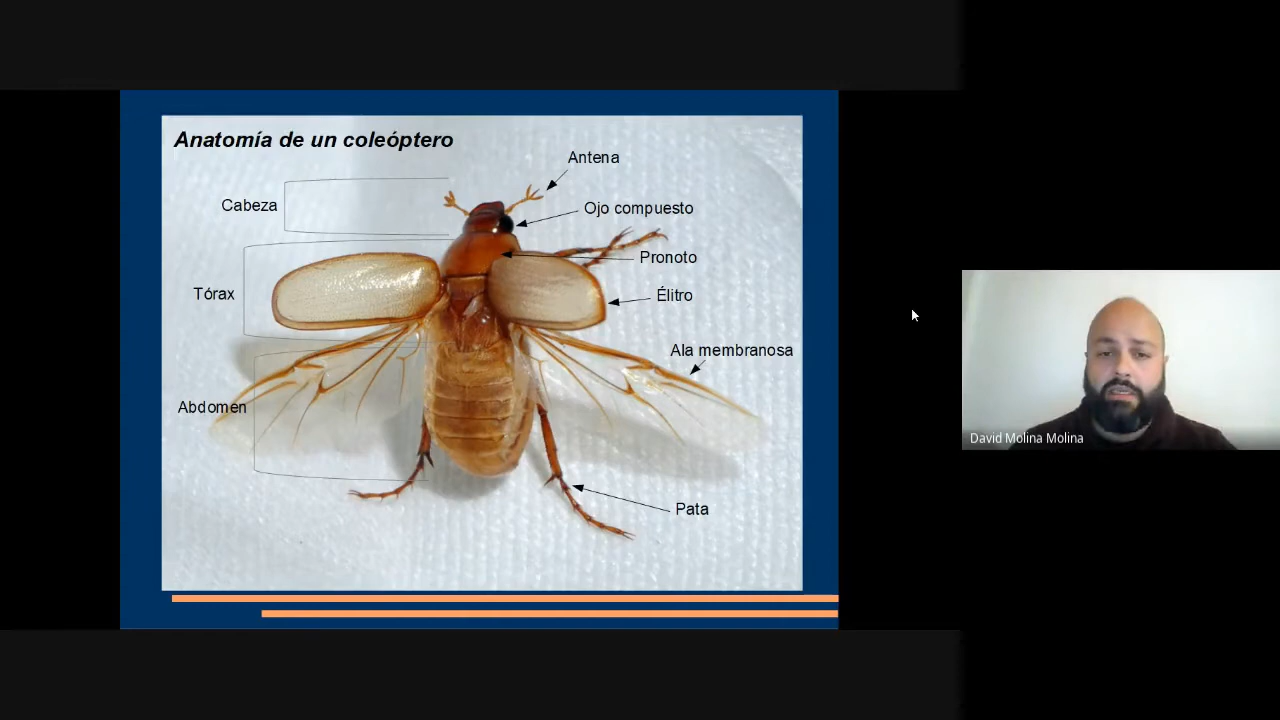 Anatomía de un coleóptero
Antena
Cabeza
Ojo compuesto
Pronoto
Tórax
Élitro
Ala membranosa
Abdomen
David Molina Molina
Pata